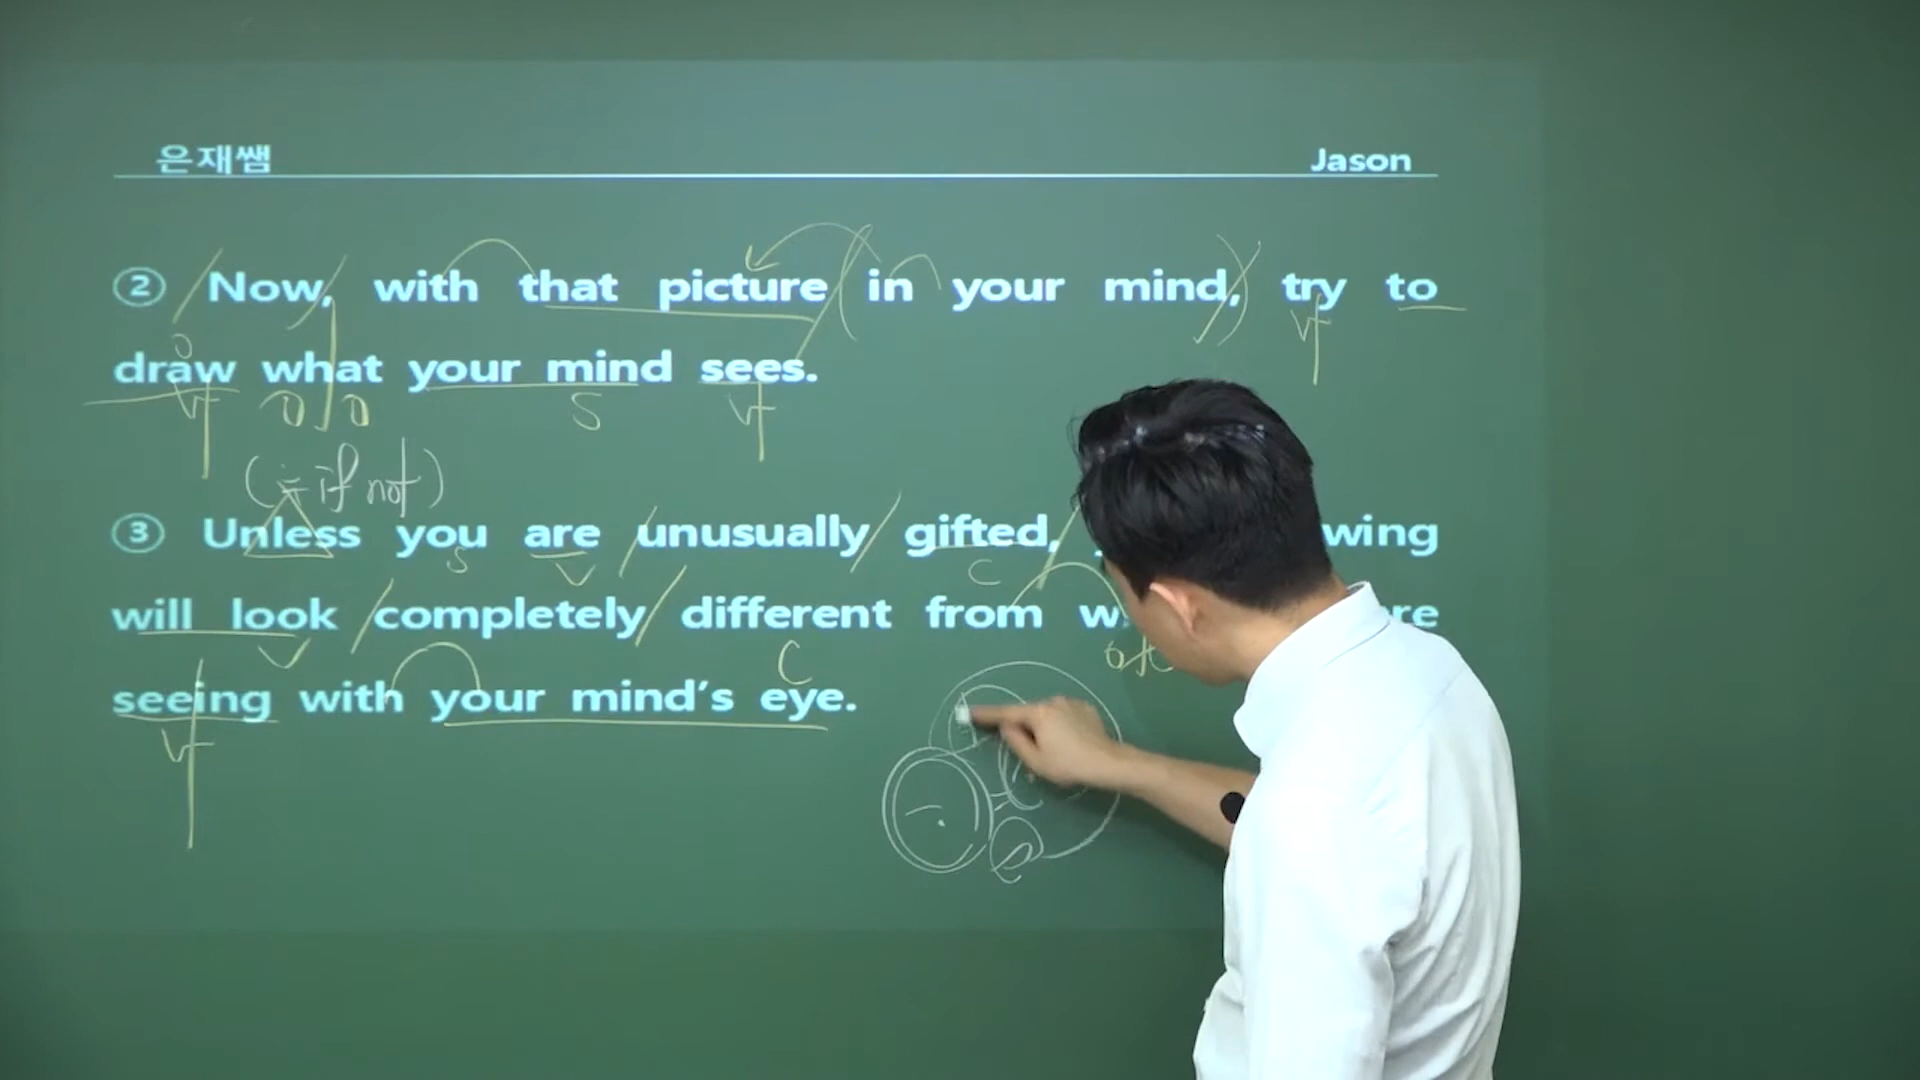 은재쌤 Jason
② Now, with that picture in your mind, try to
draw what your mind sees.
(= if not)
③ Unless you are unusually gifted, wing
will look completely different from w re
seeing with your mind's eye.